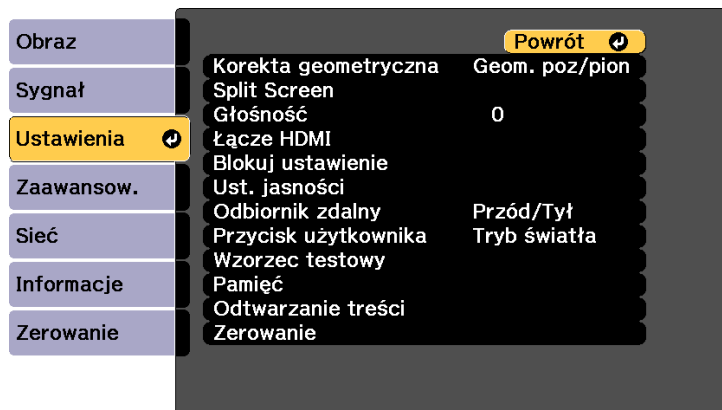 Obraz
Sygnał
Ustawienia
Zaawansow.
Sieć
Informacje
Zerowanie
Powrót
Korekta geometryczna Geom. poz/pion
Split Screen
Głośność 0
Łącze HDMI
Blokuj ustawienie
Ust. jasności
Odbiornik zdalny Przód/Tył
Przycisk użytkownika Tryb światła
Wzorzec testowy
Pamięć
Odtwarzanie treści
Zerowanie